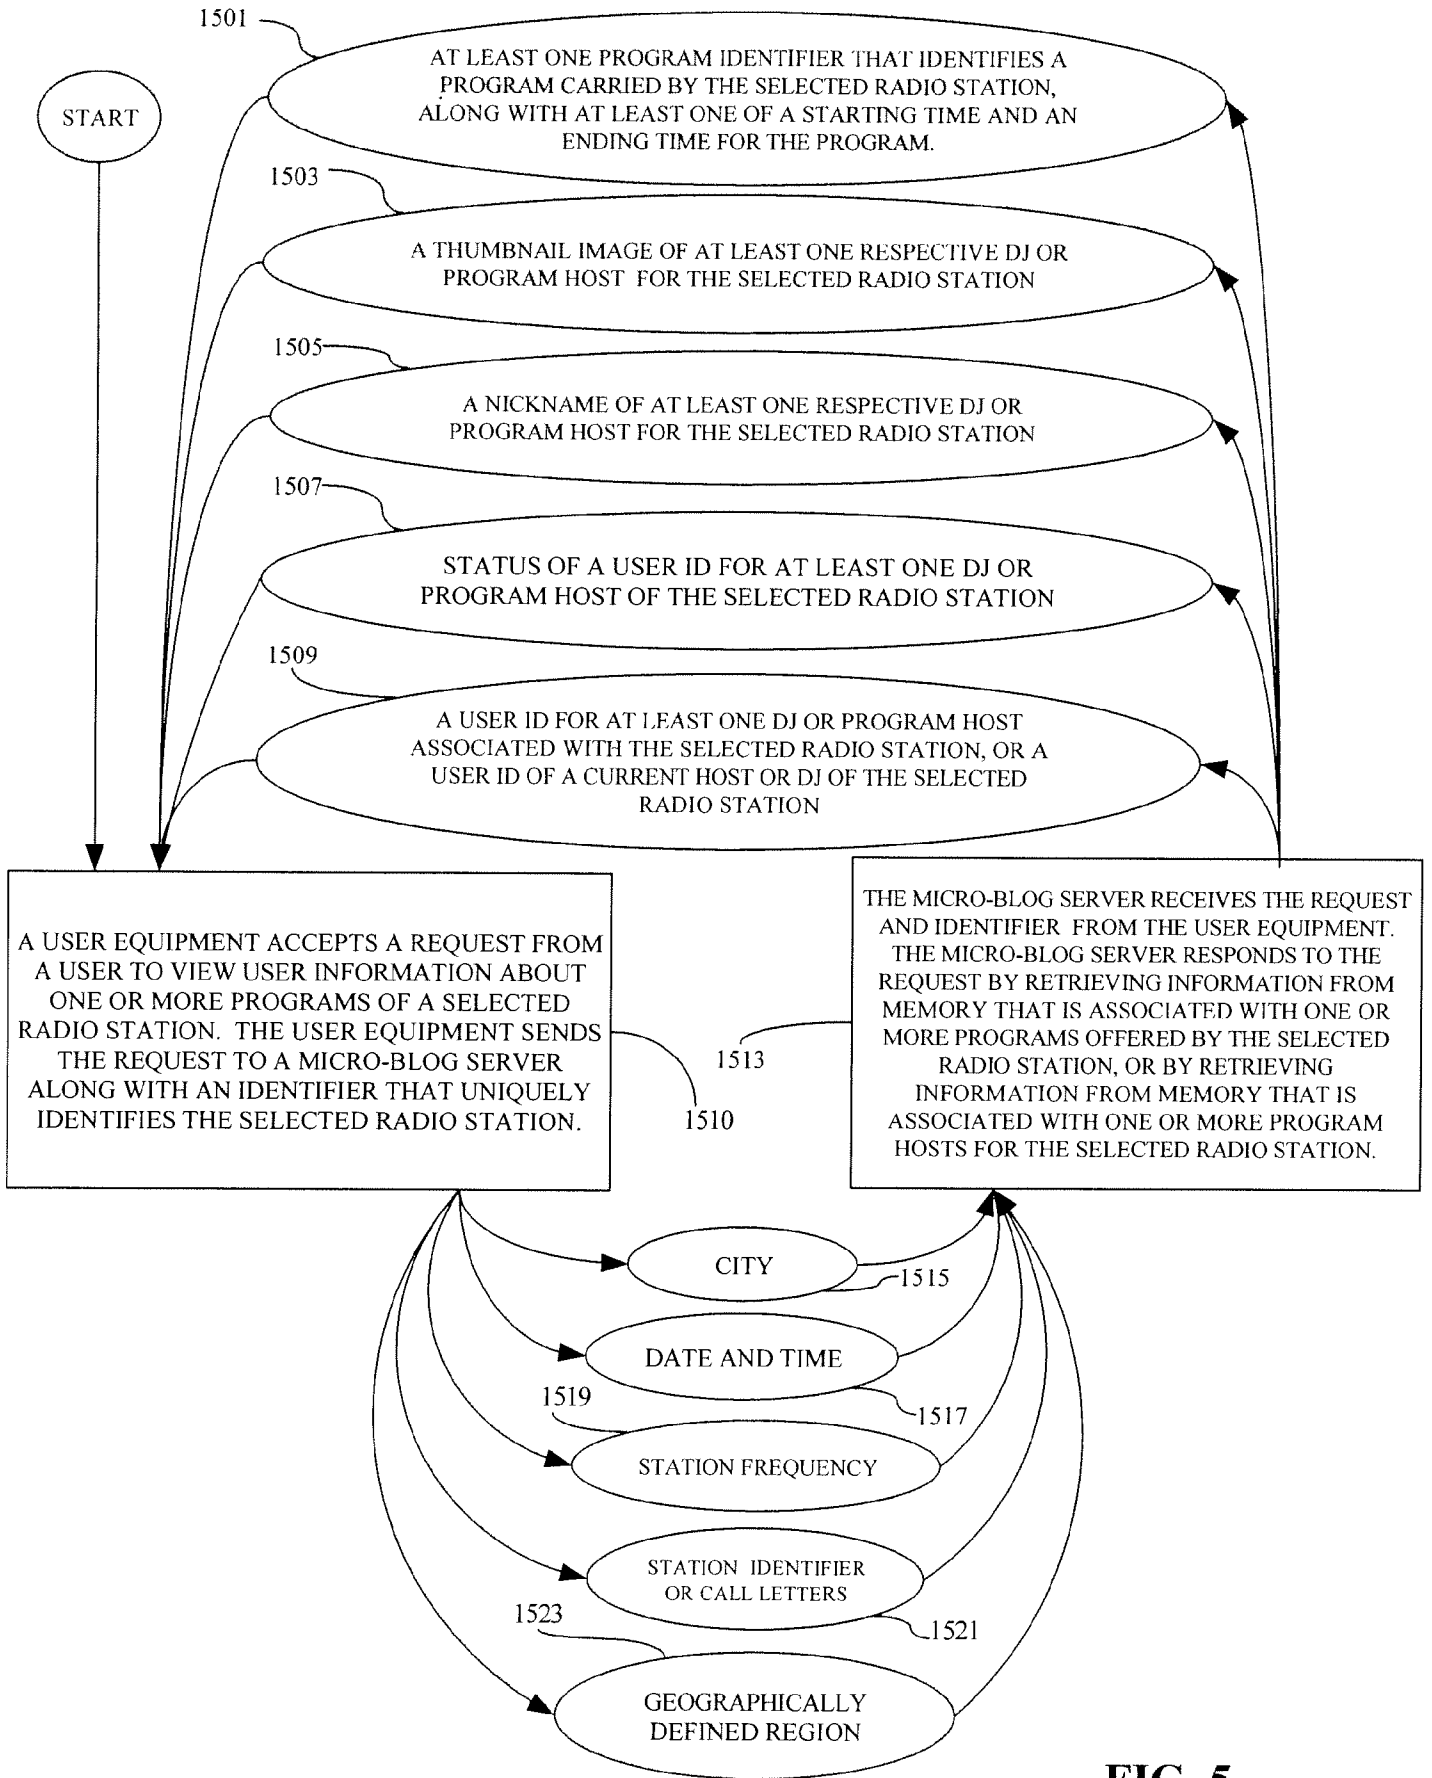 1501
AT LEAST ONE PROGRAM IDENTIFIER THAT IDENTIFIES A
PROGRAM CARRIED BY THE SELECTED RADIO STATION,
ALONG WITH AT LEAST ONE OF A STARTING TIME AND AN
ENDING TIME FOR THE PROGRAM.
START
1503
A THUMBNAIL IMAGE OF AT LEAST ONE RESPECTIVE DJ OR
PROGRAM HOST FOR THE SELECTED RADIO STATION
1505
A NICKNAME OF AT LEAST ONE RESPECTIVE DJ OR
PROGRAM HOST FOR THE SELECTED RADIO STATION
1507
STATUS OF A USER ID FOR AT LEAST ONE DJ OR
PROGRAM HOST OF THE SELECTED RADIO STATION
1509
A USER ID FOR AT LEAST ONE DJ OR PROGRAM HOST
ASSOCIATED WITH THE SELECTED RADIO STATION, OR A
USER ID OF A CURRENT HOST OR DJ OF THE SELECTED
RADIO STATION
A USER EQUIPMENT ACCEPTS A REQUEST FROM
A USER TO VIEW USER INFORMATION ABOUT
ONE OR MORE PROGRAMS OF A SELECTED
RADIO STATION. THE USER EQUIPMENT SENDS
THE REQUEST TO A MICRO-BLOG SERVER
ALONG WITH AN IDENTIFIER THAT UNIQUELY
IDENTIFIES THE SELECTED RADIO STATION.
1510
1513
THE MICRO-BLOG SERVER RECEIVES THE REQUEST
AND IDENTIFIER FROM THE USER EQUIPMENT.
THE MICRO-BLOG SERVER RESPONDS TO THE
REQUEST BY RETRIEVING INFORMATION FROM
MEMORY THAT IS ASSOCIATED WITH ONE OR
MORE PROGRAMS OFFERED BY THE SELECTED
RADIO STATION, OR BY RETRIEVING
INFORMATION FROM MEMORY THAT IS
ASSOCIATED WITH ONE OR MORE PROGRAM
HOSTS FOR THE SELECTED RADIO STATION.
CITY
1515
DATE AND TIME
1517
1519
STATION FREQUENCY
STATION IDENTIFIER
OR CALL LETTERS
1521
1523
GEOGRAPHICALLY
DEFINED REGION
FIG. 5